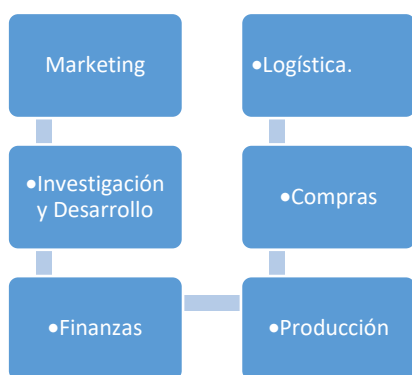 Marketing
•Investigación
y Desarrollo
•Finanzas
•Producción
•Compras
•Logística.